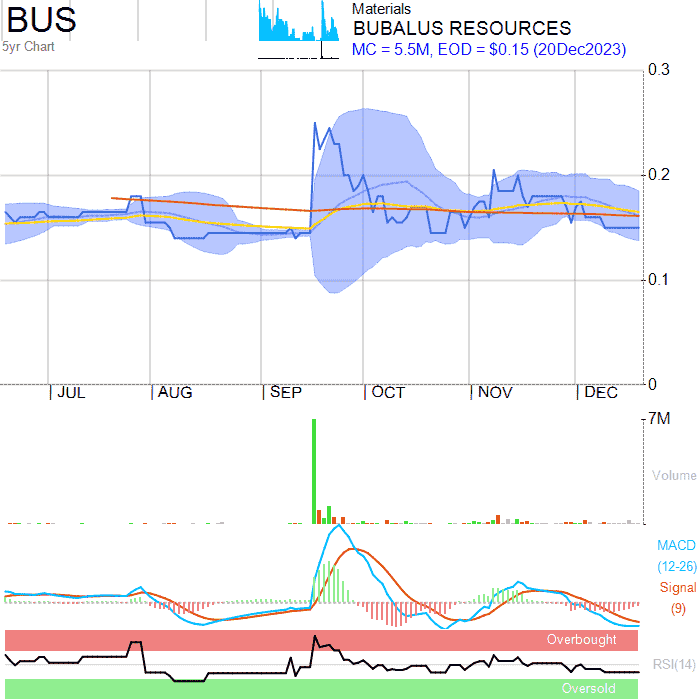 BUS
5yr Chart
Materials
BUBALUS RESOURCES
MC = 5.5M, EOD = $0.15 (20Dec2023)
0.3
0.2
0.1
0
JUL AUG SEP OCT NOV DEC
7M
Volume
MACD
(12-26)
Signal
(9)
Overbought
RSI(14)
Oversold